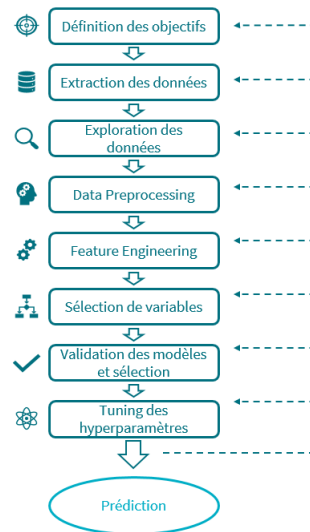 Définition des objectifs
Extraction des données
Exploration des
données
Data Preprocessing
Feature Engineering
Sélection de variables
Validation des modèles
et sélection
Tuning des
hyperparamètres
Prédiction